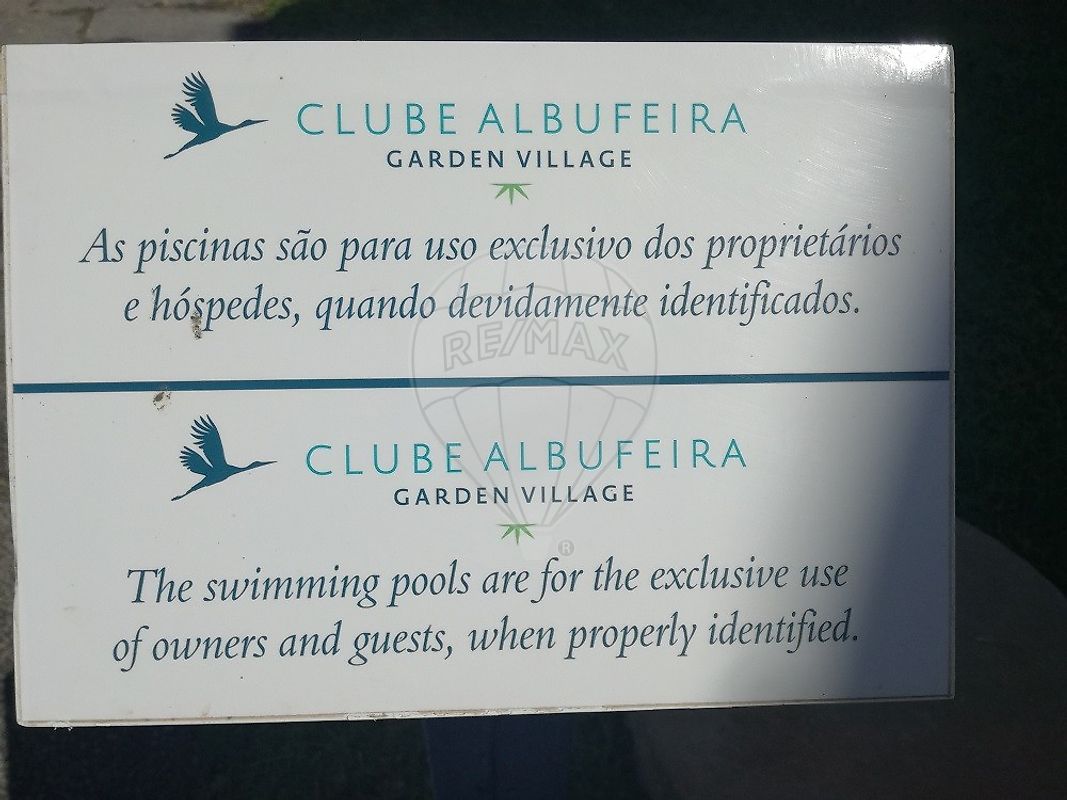 CLUBE ALBUFEIRA
GARDEN VILLAGE
As piscinas são para uso exclusivo dos proprietários
e hóspedes, quando devidamente identificados.
RE/MAX
CLUBE ALBUFEIRA
GARDEN VILLAGE
®
The swimming pools are for the exclusive use
of owners and guests, when properly identified.